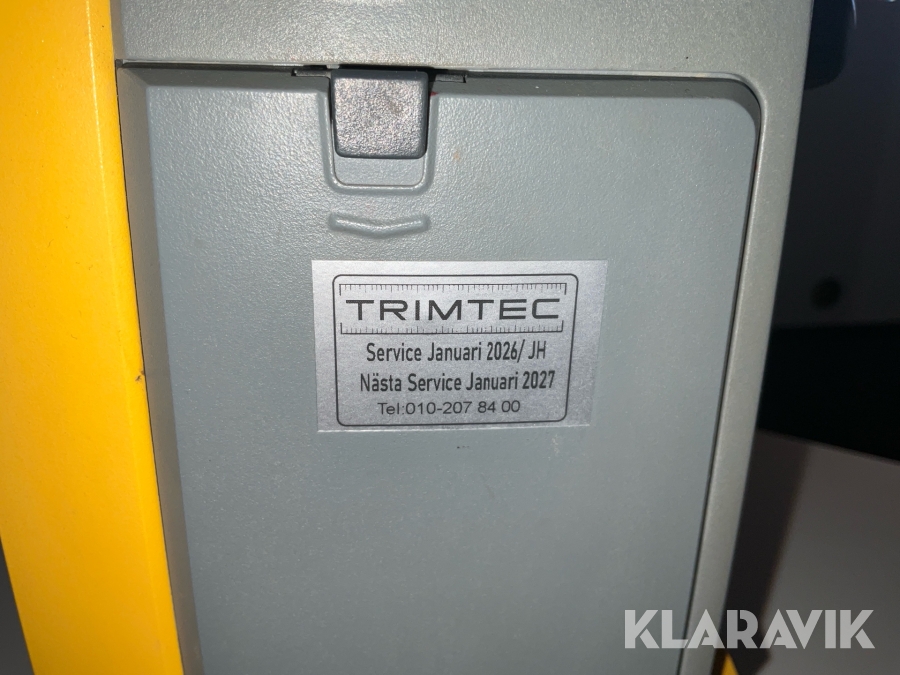 TRIMTEC
Service Januari 2026/ JH
Nästa Service Januari 2027
Tel:010-207 84 00
KLARAVIK